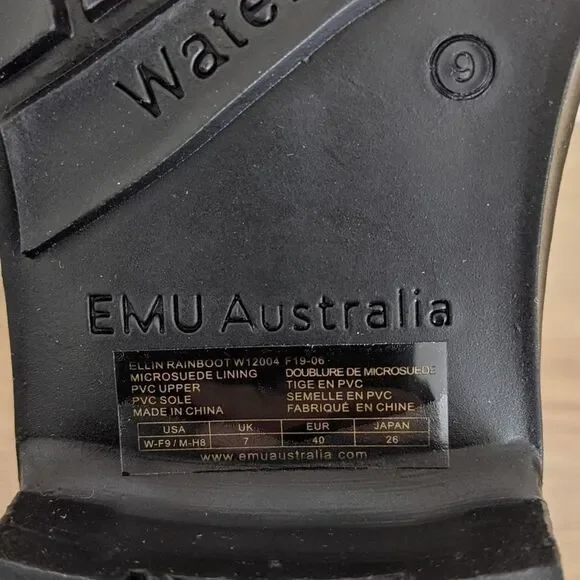 Wate
9
EMU Australia
ELLIN RAINBOOT W12004 F19-06
MICROSUEDE LINING DOUBLURE DE MICROSUEDE
PVC UPPER TIGE EN PVC
PVC SOLE SEMELLE EN PVC
MADE IN CHINA FABRIQUÉ EN CHINE
USA UK EUR JAPAN
W-F9 / M-H8 7 40 26
www.emuaustralia.com